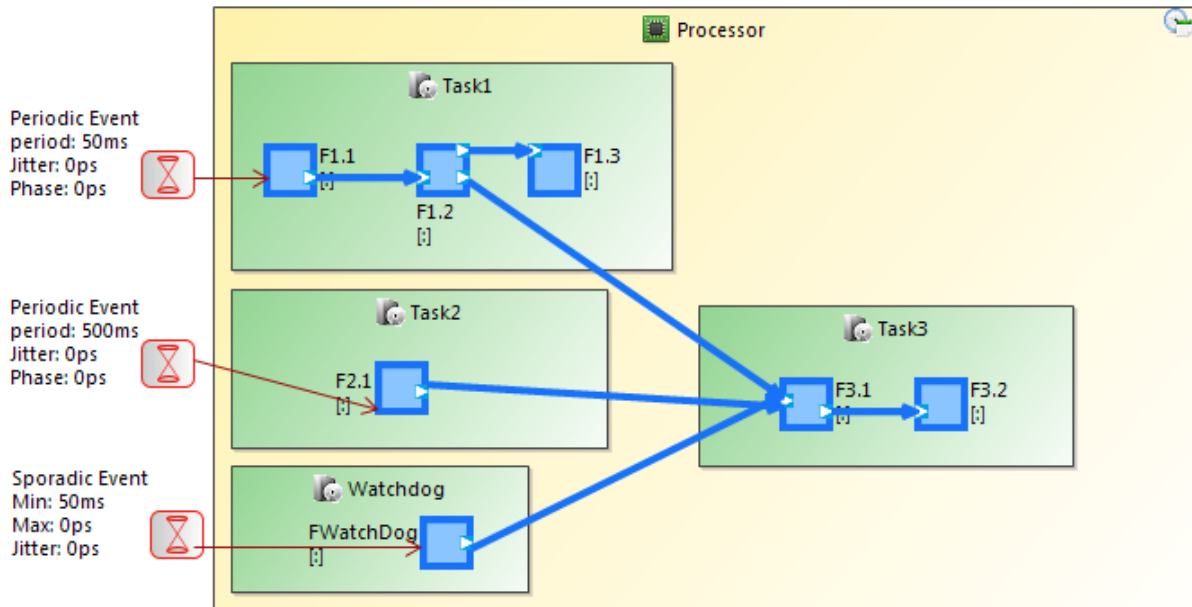 Processor
Task1
Periodic Event
period: 50ms
Jitter: 0ps
Phase: 0ps
F1.1
[:]
F1.2
[:]
F1.3
[:]
Periodic Event
period: 500ms
Jitter: 0ps
Phase: 0ps
Task2
F2.1
[:]
Task3
F3.1
[:]
F3.2
[:]
Sporadic Event
Min: 50ms
Max: 0ps
Jitter: 0ps
Watchdog
FWatchDog
[:]